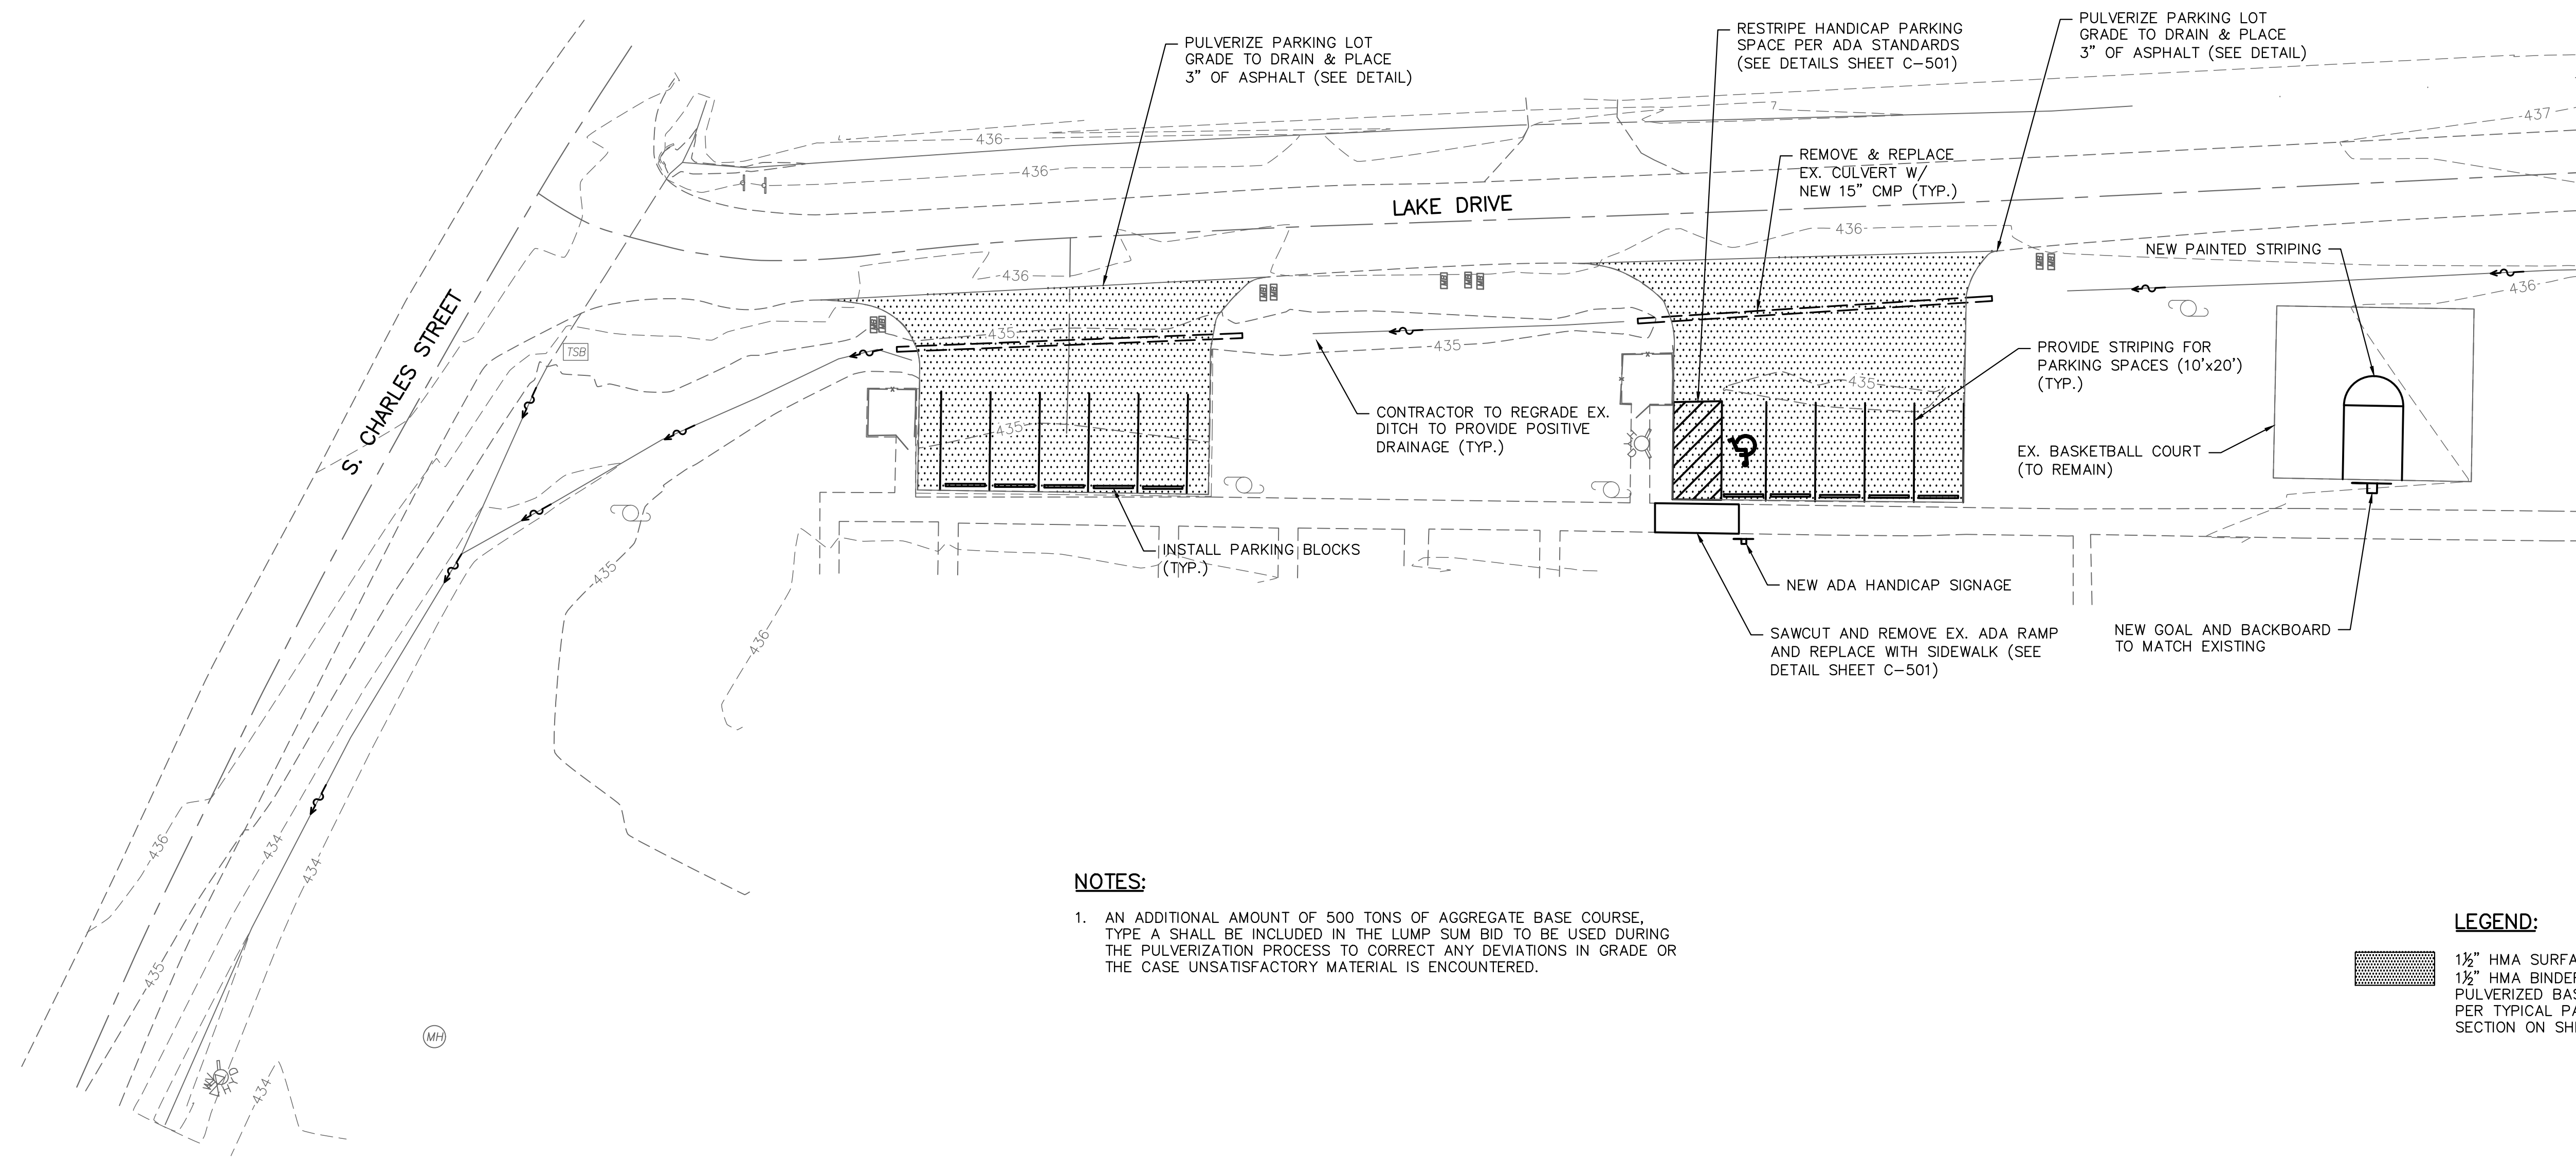 PULVERIZE PARKING LOT
GRADE TO DRAIN & PLACE
3” OF ASPHALT (SEE DETAIL)
RESTRIPE HANDICAP PARKING
SPACE PER ADA STANDARDS
(SEE DETAILS SHEET C–501)
PULVERIZE PARKING LOT
GRADE TO DRAIN & PLACE
3” OF ASPHALT (SEE DETAIL)
REMOVE & REPLACE
EX. CULVERT W/
NEW 15” CMP (TYP.)
436
436
7
437
LAKE DRIVE
436
436
NEW PAINTED STRIPING
436
S. CHARLES STREET
TSB
435
435
PROVIDE STRIPING FOR
PARKING SPACES (10'x20')
(TYP.)
435
435
CONTRACTOR TO REGRADE EX.
DITCH TO PROVIDE POSITIVE
DRAINAGE (TYP.)
EX. BASKETBALL COURT
(TO REMAIN)
INSTALL PARKING BLOCKS
(TYP.)
435
436
NEW ADA HANDICAP SIGNAGE
SAWCUT AND REMOVE EX. ADA RAMP
AND REPLACE WITH SIDEWALK (SEE
DETAIL SHEET C–501)
NEW GOAL AND BACKBOARD
TO MATCH EXISTING
436
434
434
435
434
MH
WV
HYD
NOTES:
1. AN ADDITIONAL AMOUNT OF 500 TONS OF AGGREGATE BASE COURSE,
TYPE A SHALL BE INCLUDED IN THE LUMP SUM BID TO BE USED DURING
THE PULVERIZATION PROCESS TO CORRECT ANY DEVIATIONS IN GRADE OR
THE CASE UNSATISFACTORY MATERIAL IS ENCOUNTERED.
LEGEND:
1½” HMA SURFA
1½” HMA BINDE
PULVERIZED BAS
PER TYPICAL PA
SECTION ON SH